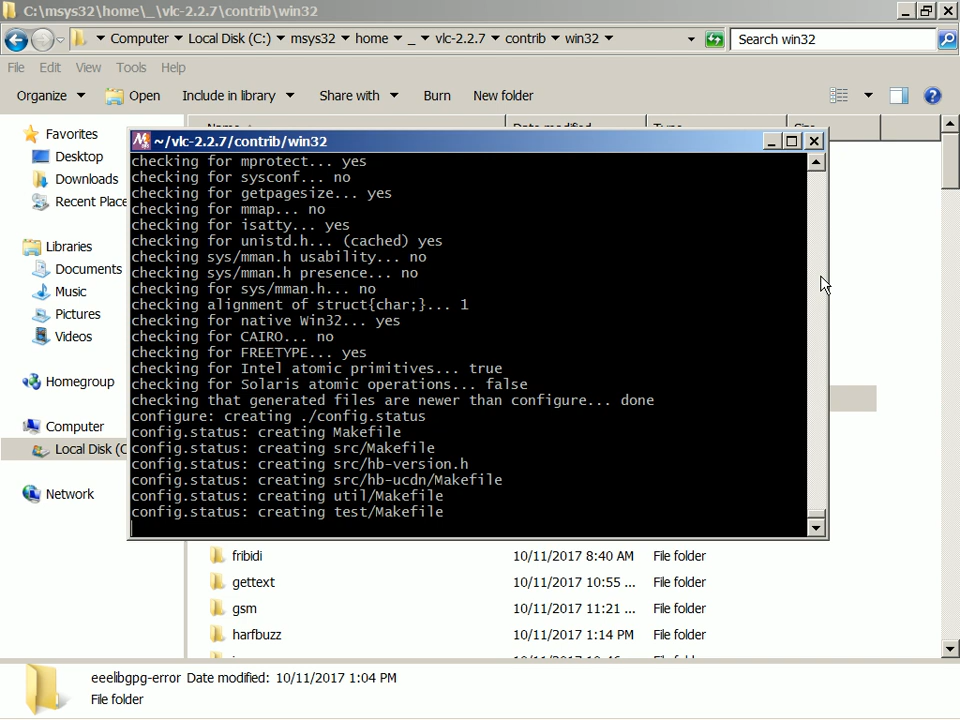 C:\msys32\home\_\vlc-2.2.7\contrib\win32
Computer Local Disk (C:) msys32 home _ vlc-2.2.7 contrib win32 Search win32
File Edit View Tools Help
Organize Open Include in library Share with Burn New folder
Name Date modified Type Size
Favorites
Desktop
Downloads
Recent Place
Libraries
Documents
Music
Pictures
Videos
Homegroup
Computer
Local Disk (C
Network
~/vlc-2.2.7/contrib/win32
checking for mprotect... yes
checking for sysconf... no
checking for getpagesize... yes
checking for mmap... no
checking for isatty... yes
checking for unistd.h... (cached) yes
checking sys/mman.h usability... no
checking sys/mman.h presence... no
checking for sys/mman.h... no
checking alignment of struct{char;}... 1
checking for native Win32... yes
checking for CAIRO... no
checking for FREETYPE... yes
checking for Intel atomic primitives... true
checking for Solaris atomic operations... false
checking that generated files are newer than configure... done
configure: creating ./config.status
config.status: creating Makefile
config.status: creating src/Makefile
config.status: creating src/hb-version.h
config.status: creating src/hb-ucdn/Makefile
config.status: creating util/Makefile
config.status: creating test/Makefile
fribidi 10/11/2017 8:40 AM File folder
gettext 10/11/2017 10:55 ... File folder
gsm 10/11/2017 11:21 ... File folder
harfbuzz 10/11/2017 1:14 PM File folder
eeelibgpg-error Date modified: 10/11/2017 1:04 PM
File folder